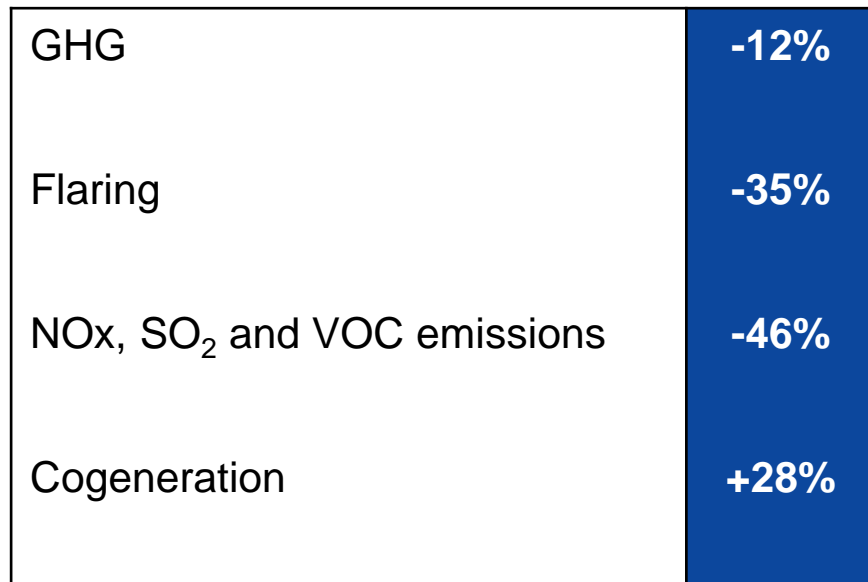 GHG -12%
Flaring -35%
NOx, SO₂ and VOC emissions -46%
Cogeneration +28%